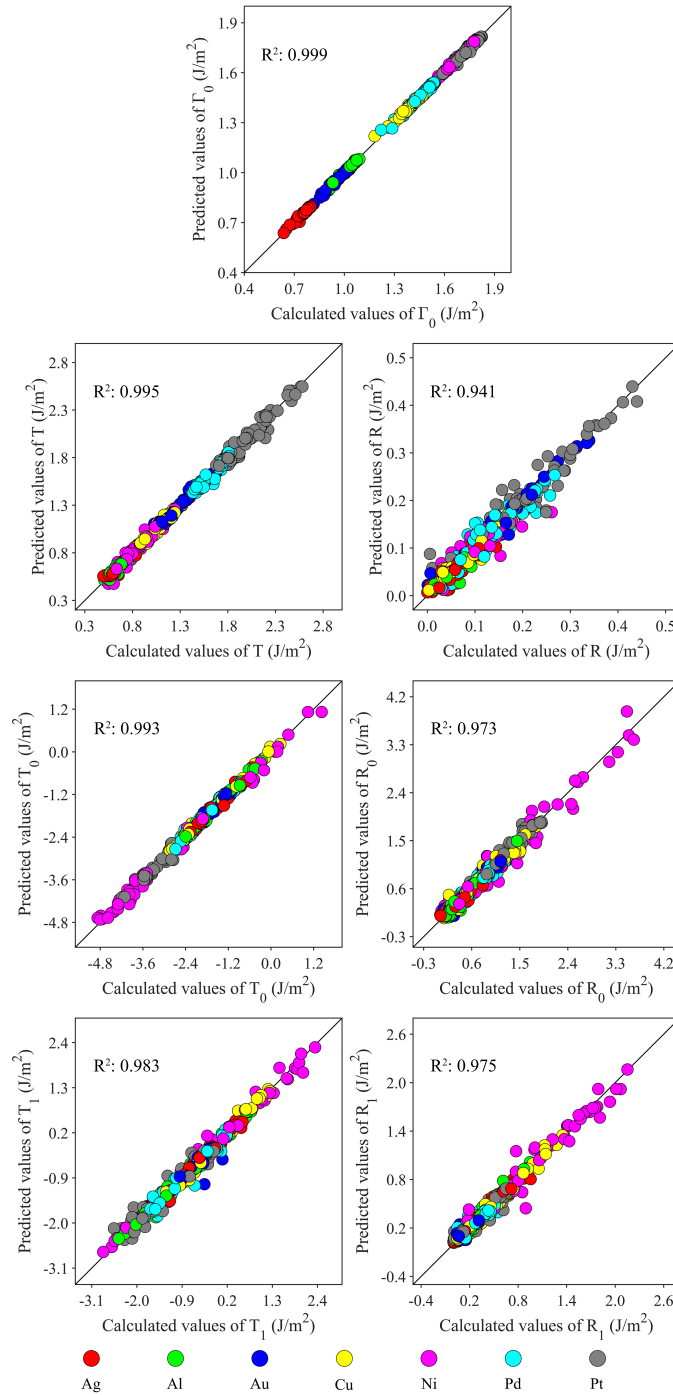 Predicted values of Γ₀ (J/m²)
R²: 0.999
1.9
1.6
1.3
1.0
0.7
0.4
0.4 0.7 1.0 1.3 1.6 1.9
Calculated values of Γ₀ (J/m²)
Predicted values of T (J/m²)
R²: 0.995
2.8
2.3
1.8
1.3
0.8
0.3
0.3 0.8 1.3 1.8 2.3 2.8
Calculated values of T (J/m²)
Predicted values of R (J/m²)
R²: 0.941
0.5
0.4
0.3
0.2
0.1
0.0
0.0 0.1 0.2 0.3 0.4 0.5
Calculated values of R (J/m²)
Predicted values of T₀ (J/m²)
R²: 0.993
1.2
0.0
-1.2
-2.4
-3.6
-4.8
-4.8 -3.6 -2.4 -1.2 0.0 1.2
Calculated values of T₀ (J/m²)
Predicted values of R₀ (J/m²)
R²: 0.973
4.2
3.3
2.4
1.5
0.6
-0.3
-0.3 0.6 1.5 2.4 3.3 4.2
Calculated values of R₀ (J/m²)
Predicted values of T₁ (J/m²)
R²: 0.983
2.4
1.3
0.2
-0.9
-2.0
-3.1
-3.1 -2.0 -0.9 0.2 1.3 2.4
Calculated values of T₁ (J/m²)
Predicted values of R₁ (J/m²)
R²: 0.975
2.6
2.0
1.4
0.8
0.2
-0.4
-0.4 0.2 0.8 1.4 2.0 2.6
Calculated values of R₁ (J/m²)
Ag Al Au Cu Ni Pd Pt